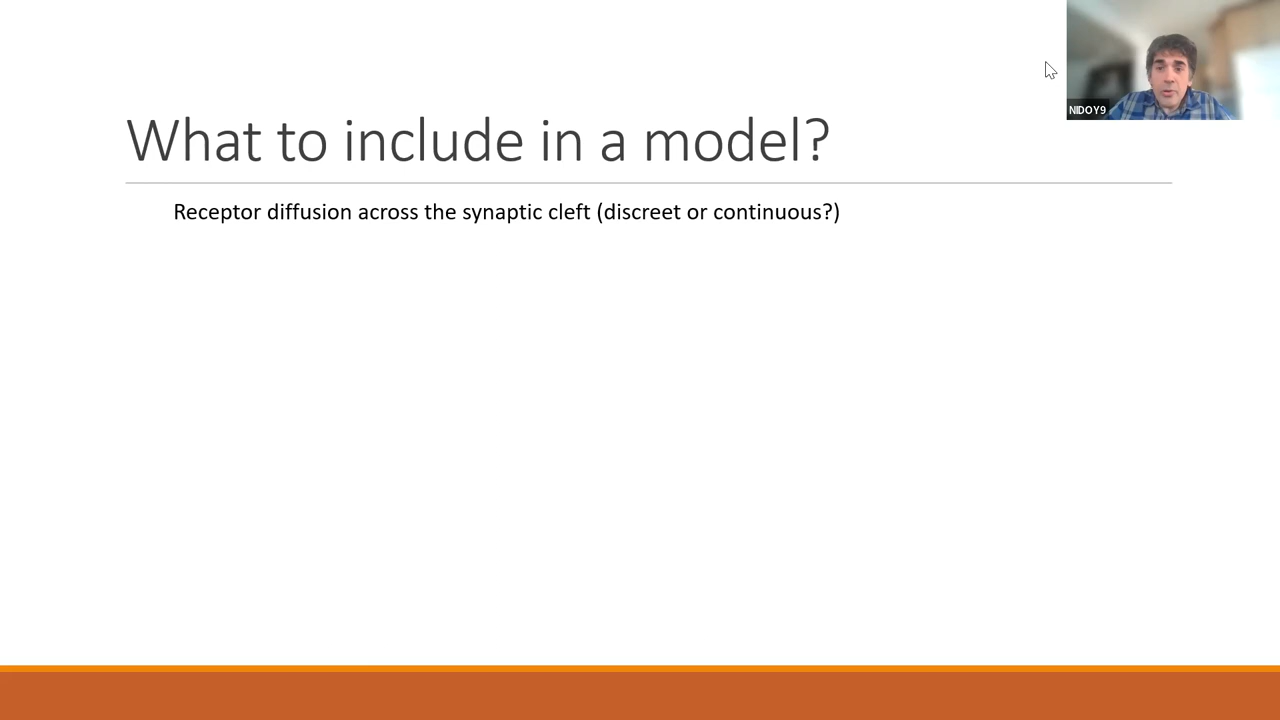 NIDOY9
What to include in a model?
Receptor diffusion across the synaptic cleft (discreet or continuous?)